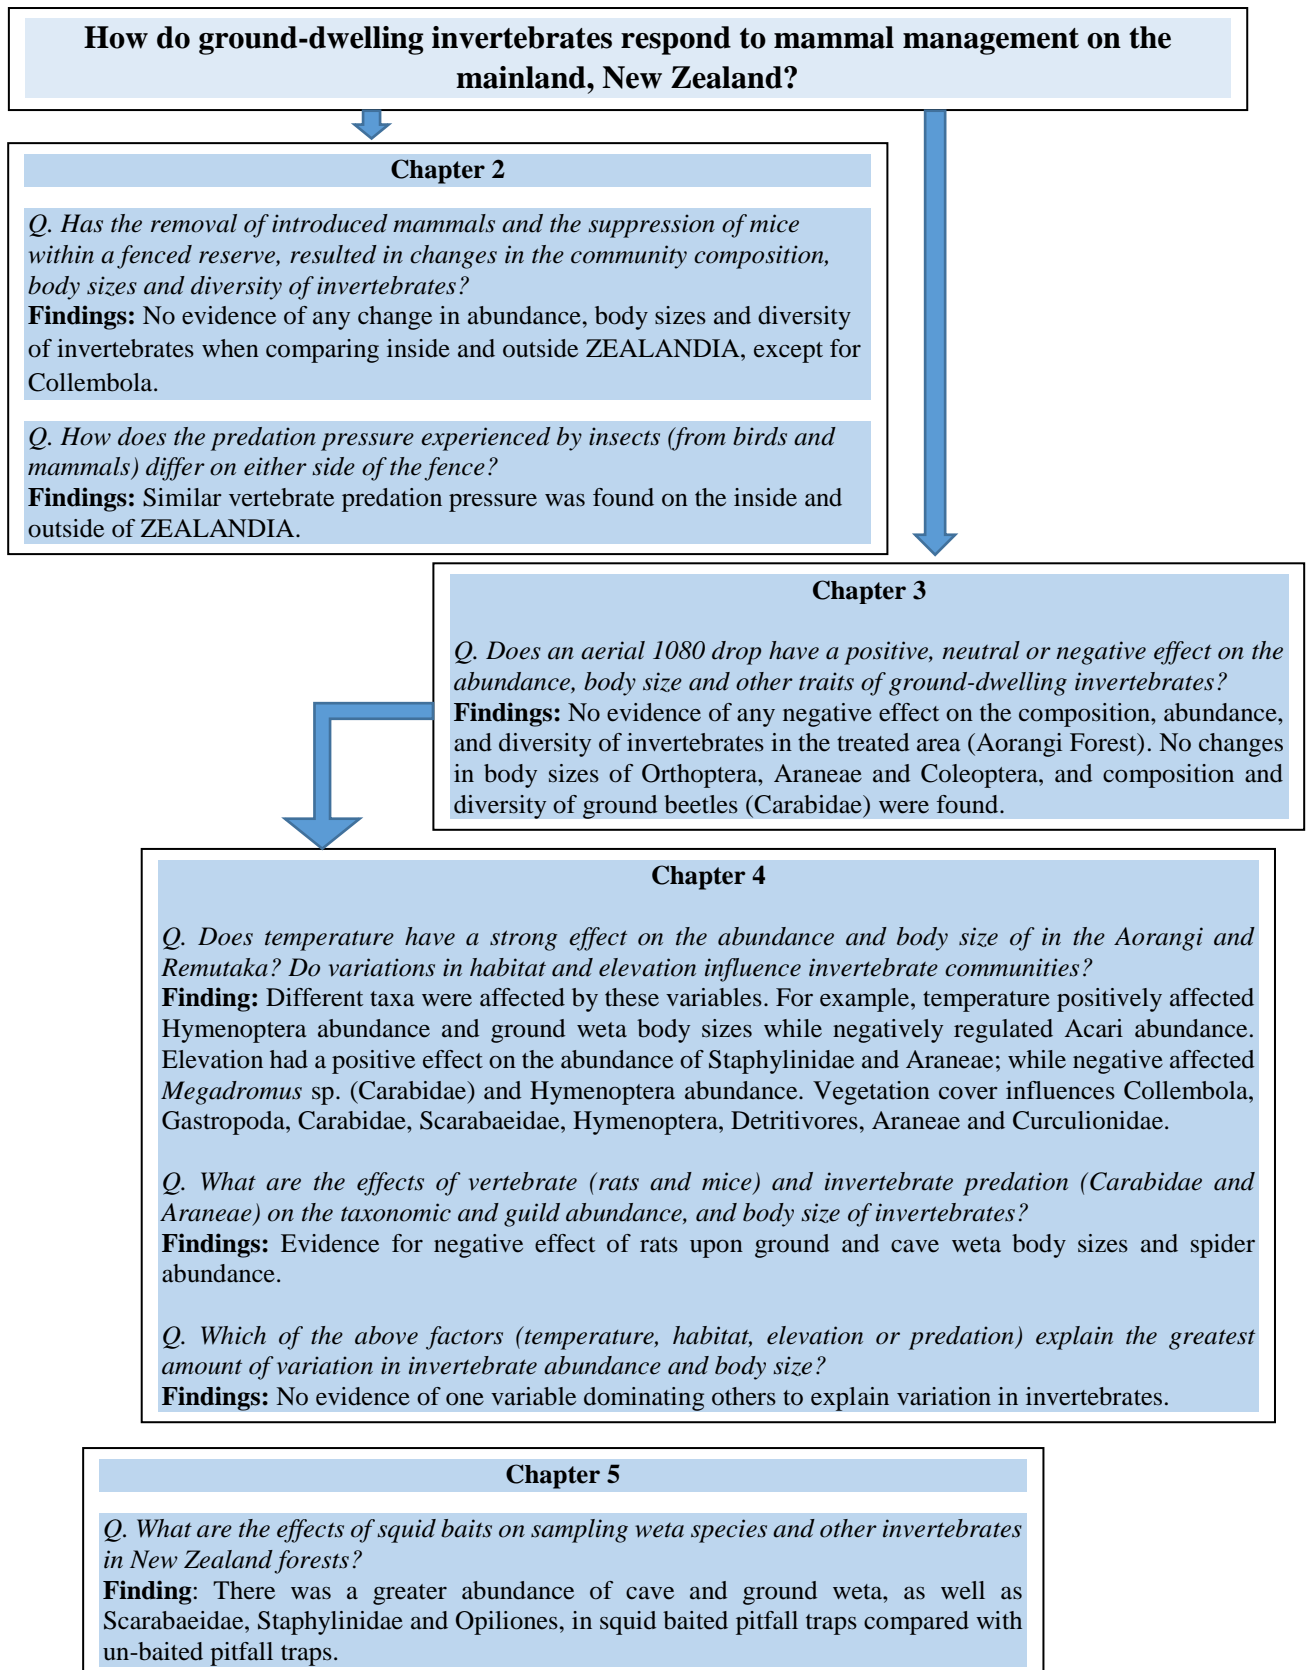 How do ground-dwelling invertebrates respond to mammal management on the
mainland, New Zealand?
Chapter 2
Q. Has the removal of introduced mammals and the suppression of mice
within a fenced reserve, resulted in changes in the community composition,
body sizes and diversity of invertebrates?
Findings: No evidence of any change in abundance, body sizes and diversity
of invertebrates when comparing inside and outside ZEALANDIA, except for
Collembola.
Q. How does the predation pressure experienced by insects (from birds and
mammals) differ on either side of the fence?
Findings: Similar vertebrate predation pressure was found on the inside and
outside of ZEALANDIA.
Chapter 3
Q. Does an aerial 1080 drop have a positive, neutral or negative effect on the
abundance, body size and other traits of ground-dwelling invertebrates?
Findings: No evidence of any negative effect on the composition, abundance,
and diversity of invertebrates in the treated area (Aorangi Forest). No changes
in body sizes of Orthoptera, Araneae and Coleoptera, and composition and
diversity of ground beetles (Carabidae) were found.
Chapter 4
Q. Does temperature have a strong effect on the abundance and body size of in the Aorangi and
Remutaka? Do variations in habitat and elevation influence invertebrate communities?
Finding: Different taxa were affected by these variables. For example, temperature positively affected
Hymenoptera abundance and ground weta body sizes while negatively regulated Acari abundance.
Elevation had a positive effect on the abundance of Staphylinidae and Araneae; while negative affected
Megadromus sp. (Carabidae) and Hymenoptera abundance. Vegetation cover influences Collembola,
Gastropoda, Carabidae, Scarabaeidae, Hymenoptera, Detritivores, Araneae and Curculionidae.
Q. What are the effects of vertebrate (rats and mice) and invertebrate predation (Carabidae and
Araneae) on the taxonomic and guild abundance, and body size of invertebrates?
Findings: Evidence for negative effect of rats upon ground and cave weta body sizes and spider
abundance.
Q. Which of the above factors (temperature, habitat, elevation or predation) explain the greatest
amount of variation in invertebrate abundance and body size?
Findings: No evidence of one variable dominating others to explain variation in invertebrates.
Chapter 5
Q. What are the effects of squid baits on sampling weta species and other invertebrates
in New Zealand forests?
Finding: There was a greater abundance of cave and ground weta, as well as
Scarabaeidae, Staphylinidae and Opiliones, in squid baited pitfall traps compared with
un-baited pitfall traps.